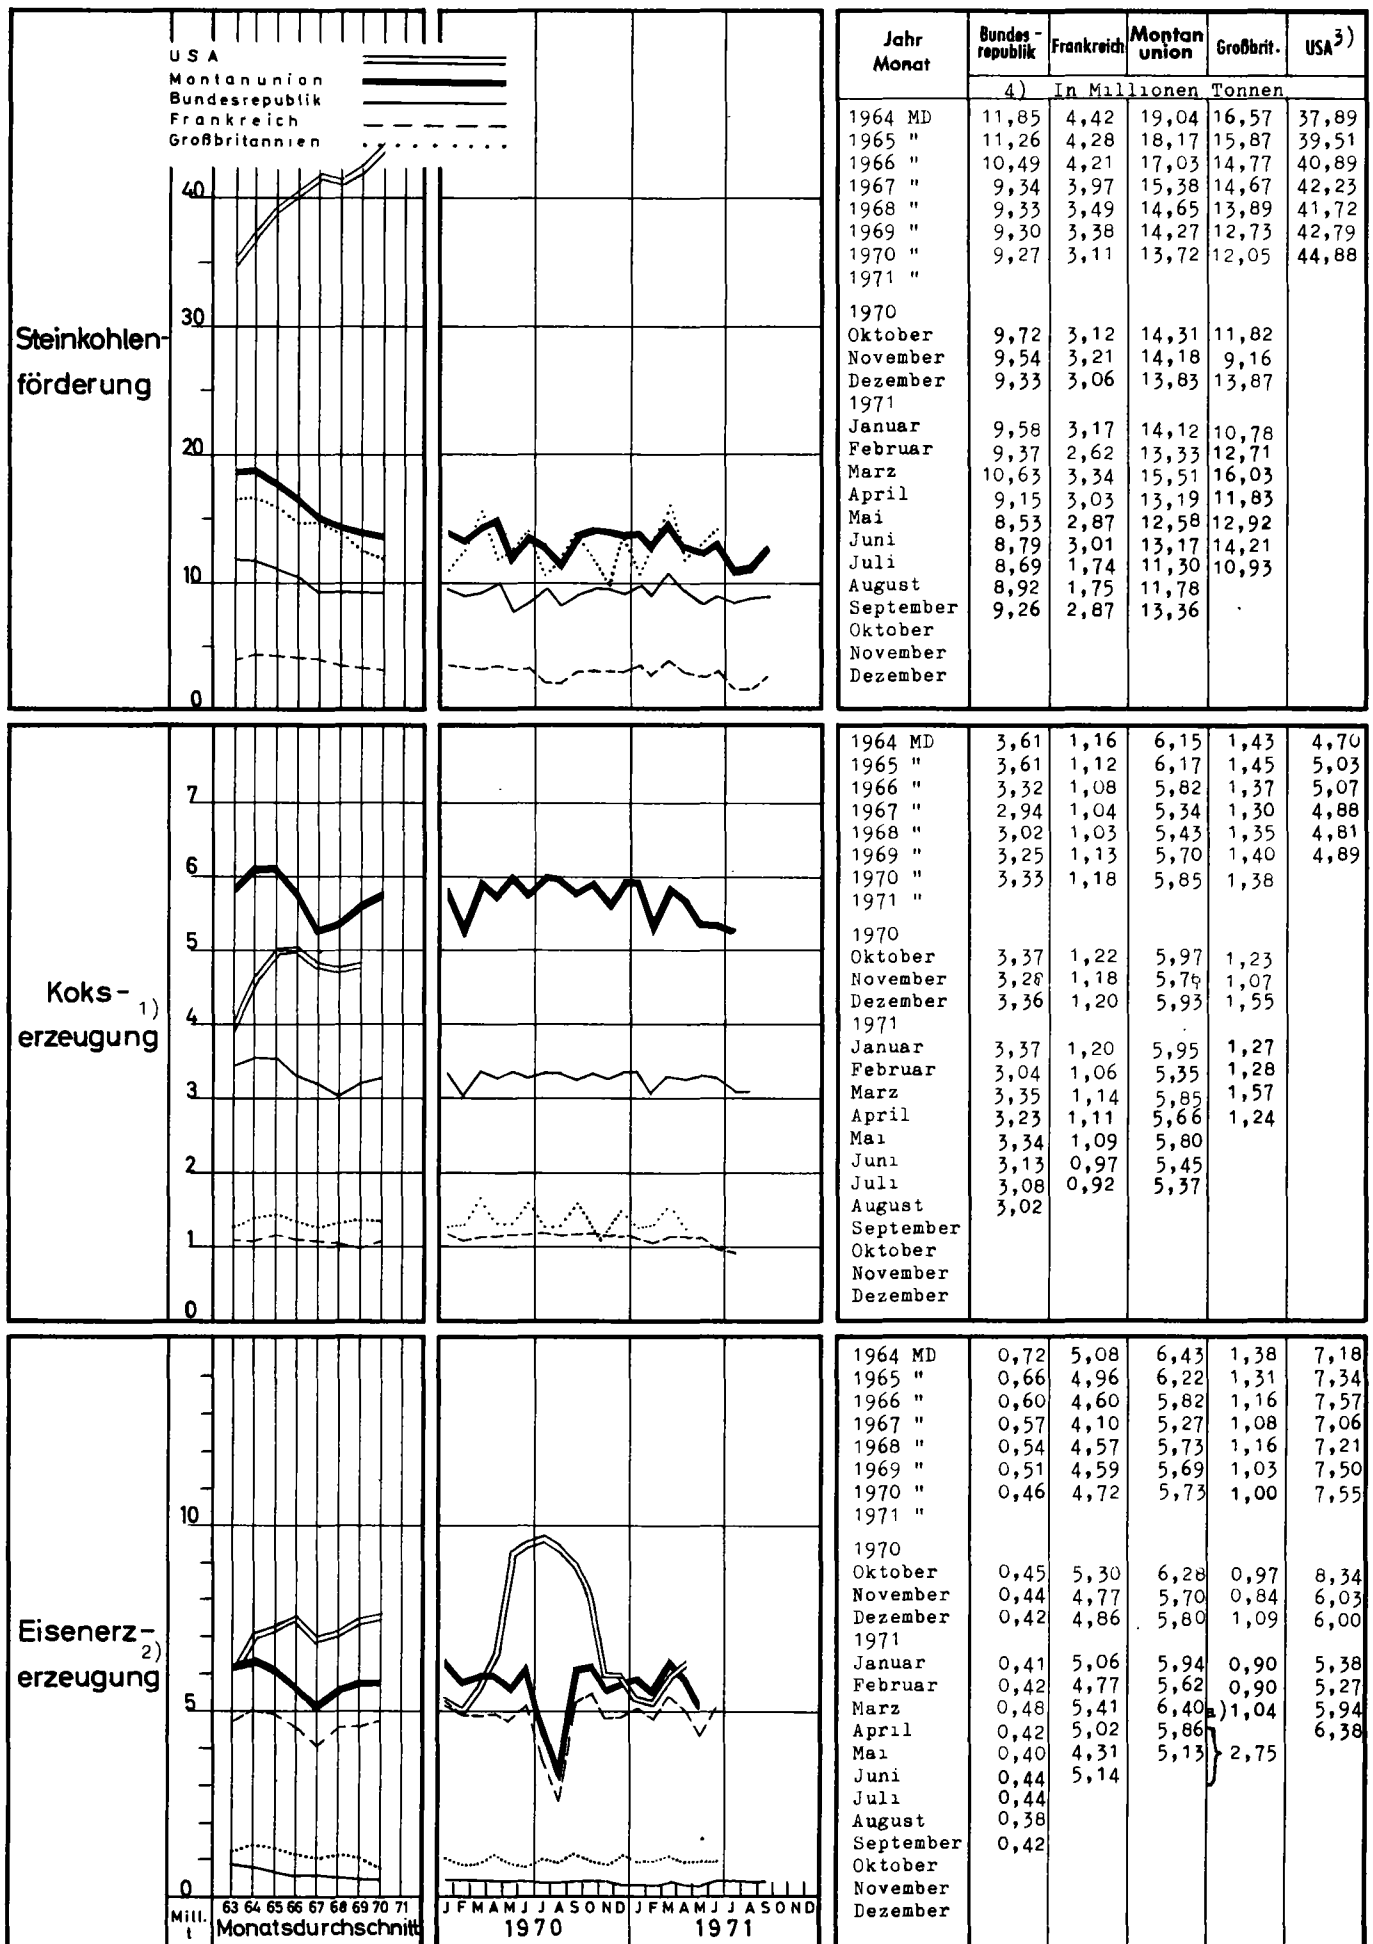 USA
Montanunion
Bundesrepublik
Frankreich
Großbritannien
Steinkohlen-
förderung
40
30
20
10
0
Jahr Monat Bundes-republik Frankreich Montan union Großbrit. USA 3)
4) In Millionen Tonnen
1964 MD 11,85 4,42 19,04 16,57 37,89
1965 " 11,26 4,28 18,17 15,87 39,51
1966 " 10,49 4,21 17,03 14,77 40,89
1967 " 9,34 3,97 15,38 14,67 42,23
1968 " 9,33 3,49 14,65 13,89 41,72
1969 " 9,30 3,38 14,27 12,73 42,79
1970 " 9,27 3,11 13,72 12,05 44,88
1971 "
1970
Oktober 9,72 3,12 14,31 11,82
November 9,54 3,21 14,18 9,16
Dezember 9,33 3,06 13,83 13,87
1971
Januar 9,58 3,17 14,12 10,78
Februar 9,37 2,62 13,33 12,71
Marz 10,63 3,34 15,51 16,03
April 9,15 3,03 13,19 11,83
Mai 8,53 2,87 12,58 12,92
Juni 8,79 3,01 13,17 14,21
Juli 8,69 1,74 11,30 10,93
August 8,92 1,75 11,78
September 9,26 2,87 13,36
Oktober
November
Dezember
Koks- 1)
erzeugung
7
6
5
4
3
2
1
0
1964 MD 3,61 1,16 6,15 1,43 4,70
1965 " 3,61 1,12 6,17 1,45 5,03
1966 " 3,32 1,08 5,82 1,37 5,07
1967 " 2,94 1,04 5,34 1,30 4,88
1968 " 3,02 1,03 5,43 1,35 4,81
1969 " 3,25 1,13 5,70 1,40 4,89
1970 " 3,33 1,18 5,85 1,38
1971 "
1970
Oktober 3,37 1,22 5,97 1,23
November 3,28 1,18 1,07
Dezember 3,36 1,20 5,93 1,55
1971
Januar 3,37 1,20 5,95 1,27
Februar 3,04 1,06 5,35 1,28
Marz 3,35 1,14 5,85 1,57
April 3,23 1,11 5,66 1,24
Mai 3,34 1,09 5,80
Juni 3,13 0,97 5,45
Juli 3,08 0,92 5,37
August 3,02
September
Oktober
November
Dezember
Eisenerz- 2)
erzeugung
10
5
0
1964 MD 0,72 5,08 6,43 1,38 7,18
1965 " 0,66 4,96 6,22 1,31 7,34
1966 " 0,60 4,60 5,82 1,16 7,57
1967 " 0,57 4,10 5,27 1,08 7,06
1968 " 0,54 4,57 5,73 1,16 7,21
1969 " 0,51 4,59 5,69 1,03 7,50
1970 " 0,46 4,72 5,73 1,00 7,55
1971 "
1970
Oktober 0,45 5,30 6,28 0,97 8,34
November 0,44 4,77 5,70 0,84 6,03
Dezember 0,42 4,86 5,80 1,09 6,00
1971
Januar 0,41 5,06 5,94 0,90 5,38
Februar 0,42 4,77 5,62 0,90 5,27
Marz 0,48 5,41 6,40 a) 1,04 5,94
April 0,42 5,02 5,86 6,38
Mai 0,40 4,31 5,13 } 2,75
Juni 0,44 5,14
Juli 0,44
August 0,38
September 0,42
Oktober
November
Dezember
Mill. t
63 64 65 66 67 68 69 70 71
Monatsdurchschnitt
J F M A M J J A S O N D J F M A M J J A S O N D
1970 1971